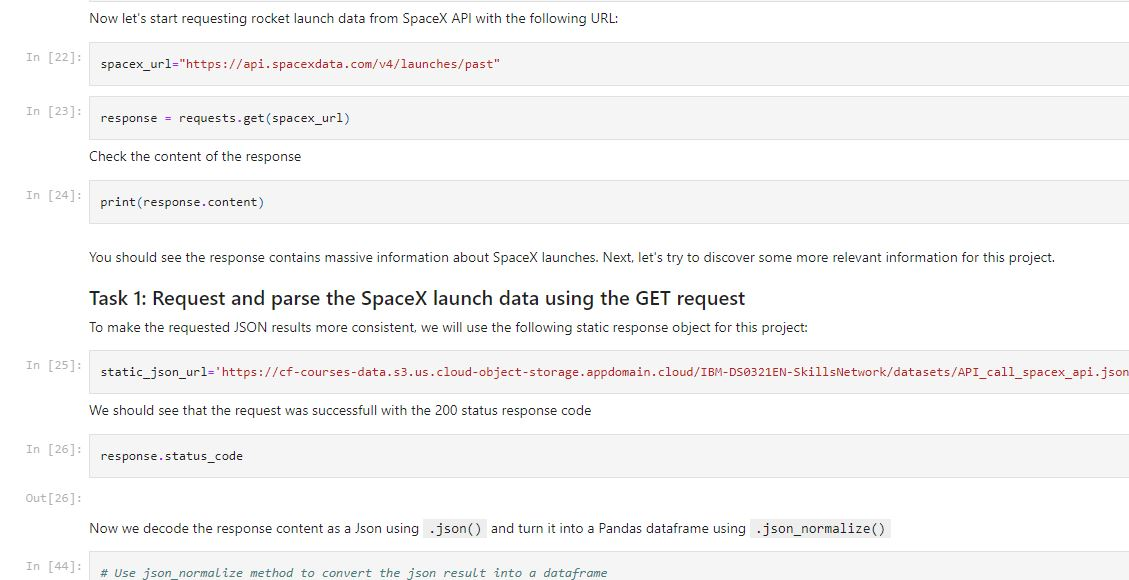 Now let's start requesting rocket launch data from SpaceX API with the following URL:
In [22]:
spacex_url="https://api.spacexdata.com/v4/launches/past"
In [23]:
response = requests.get(spacex_url)
Check the content of the response
In [24]:
print(response.content)
You should see the response contains massive information about SpaceX launches. Next, let's try to discover some more relevant information for this project.
Task 1: Request and parse the SpaceX launch data using the GET request
To make the requested JSON results more consistent, we will use the following static response object for this project:
In [25]:
static_json_url='https://cf-courses-data.s3.us.cloud-object-storage.appdomain.cloud/IBM-DS0321EN-SkillsNetwork/datasets/API_call_spacex_api.json
We should see that the request was successfull with the 200 status response code
In [26]:
response.status_code
Out[26]:
Now we decode the response content as a Json using .json() and turn it into a Pandas dataframe using .json_normalize()
In [44]:
# Use json_normalize method to convert the json result into a dataframe